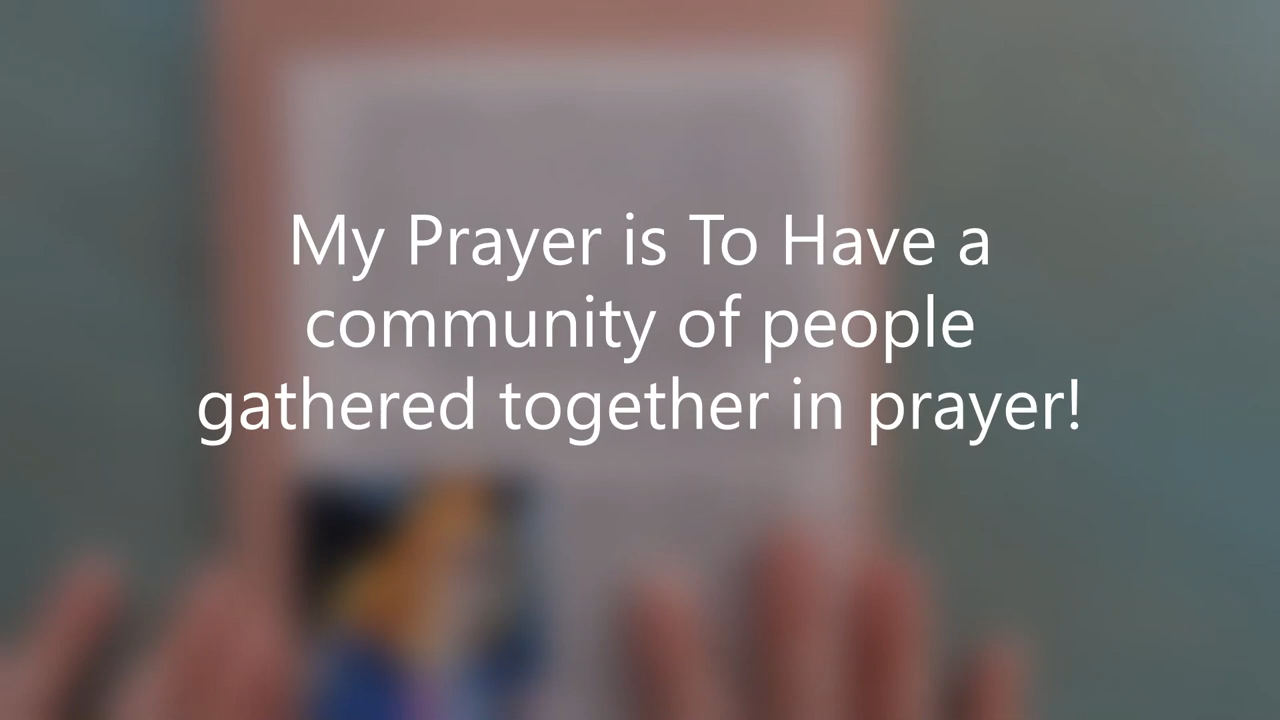 My Prayer is To Have a
community of people
gathered together in prayer!